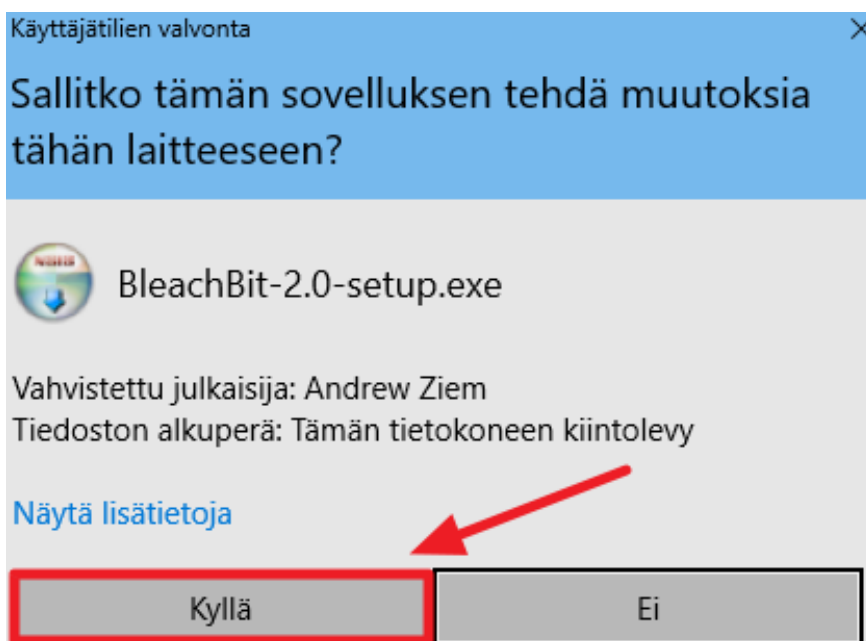 Käyttäjätilien valvonta
Sallitko tämän sovelluksen tehdä muutoksia
tähän laitteeseen?
BleachBit-2.0-setup.exe
Vahvistettu julkaisija: Andrew Ziem
Tiedoston alkuperä: Tämän tietokoneen kiintolevy
Näytä lisätietoja
Kyllä
Ei